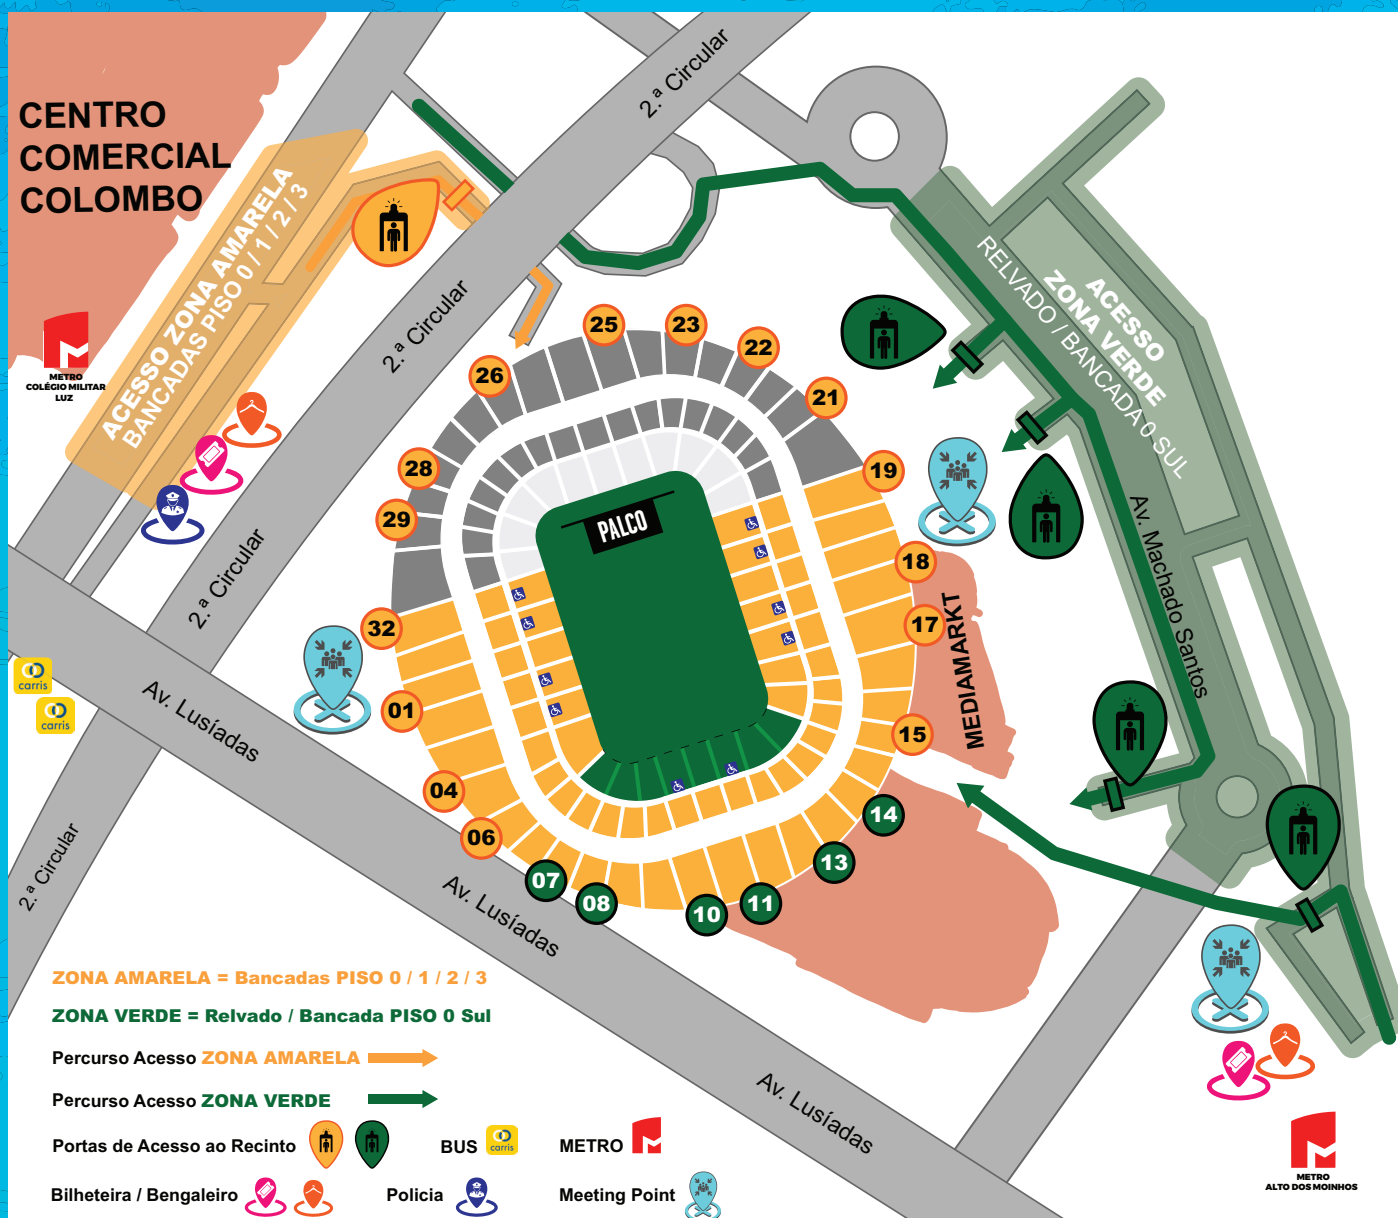 CENTRO
COMERCIAL
COLOMBO
ACESSO ZONA AMARELA
BANCADAS PISO 0 / 1 / 2 / 3
METRO
COLÉGIO MILITAR
LUZ
2.ª Circular
2.ª Circular
2.ª Circular
2.ª Circular
ACESSO
ZONA VERDE
RELVADO / BANCADA 0 SUL
Av. Machado Santos
25
23
22
21
26
28
29
19
18
17
15
32
01
04
06
07
08
10
11
13
14
PALCO
MEDIAMARKT
carris
carris
Av. Lusíadas
Av. Lusíadas
Av. Lusíadas
ZONA AMARELA = Bancadas PISO 0 / 1 / 2 / 3
ZONA VERDE = Relvado / Bancada PISO 0 Sul
Percurso Acesso ZONA AMARELA
Percurso Acesso ZONA VERDE
Portas de Acesso ao Recinto
BUS
carris
METRO
Bilheteira / Bengaleiro
Policia
Meeting Point
METRO
ALTO DOS MOINHOS